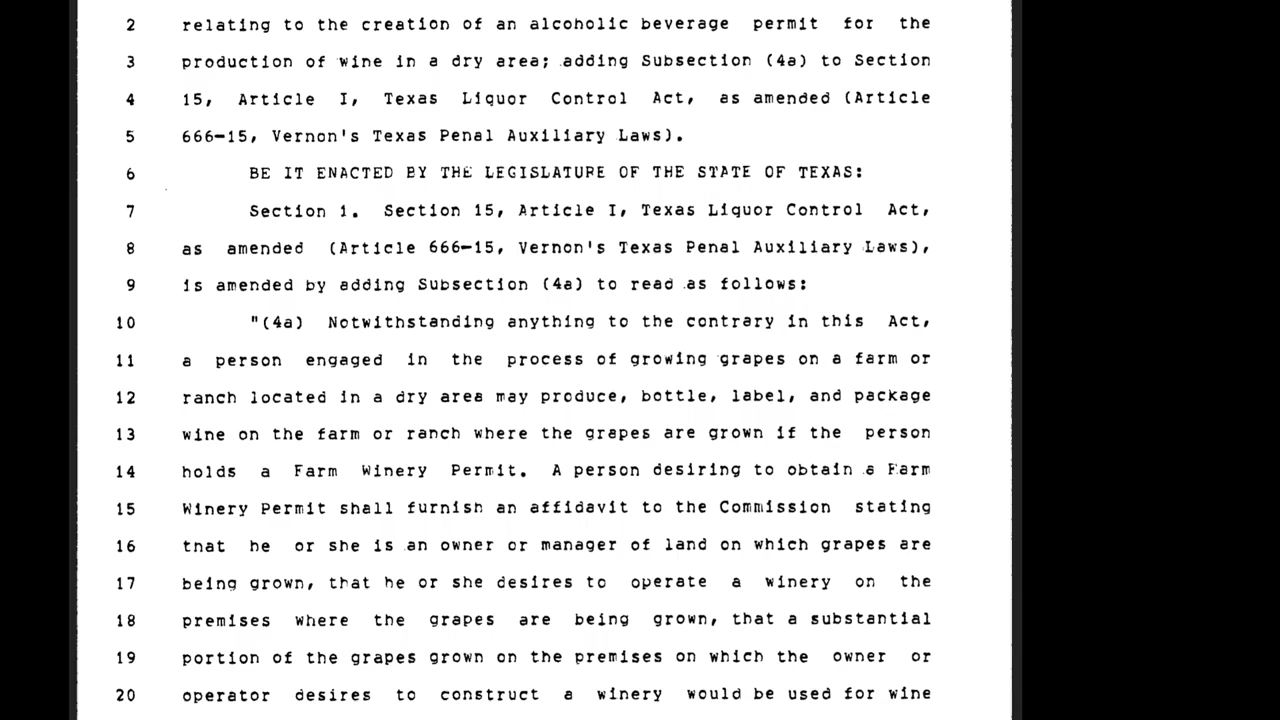 2 relating to the creation of an alcoholic beverage permit for the
3 production of wine in a dry area; adding Subsection (4a) to Section
4 15, Article I, Texas Liquor Control Act, as amended (Article
5 666-15, Vernon's Texas Penal Auxiliary Laws).
6 BE IT ENACTED BY THE LEGISLATURE OF THE STATE OF TEXAS:
7 Section 1. Section 15, Article I, Texas Liquor Control Act,
8 as amended (Article 666-15, Vernon's Texas Penal Auxiliary Laws),
9 is amended by adding Subsection (4a) to read as follows:
10 "(4a) Notwithstanding anything to the contrary in this Act,
11 a person engaged in the process of growing grapes on a farm or
12 ranch located in a dry area may produce, bottle, label, and package
13 wine on the farm or ranch where the grapes are grown if the person
14 holds a Farm Winery Permit. A person desiring to obtain a Farm
15 Winery Permit shall furnish an affidavit to the Commission stating
16 that he or she is an owner or manager of land on which grapes are
17 being grown, that he or she desires to operate a winery on the
18 premises where the grapes are being grown, that a substantial
19 portion of the grapes grown on the premises on which the owner or
20 operator desires to construct a winery would be used for wine